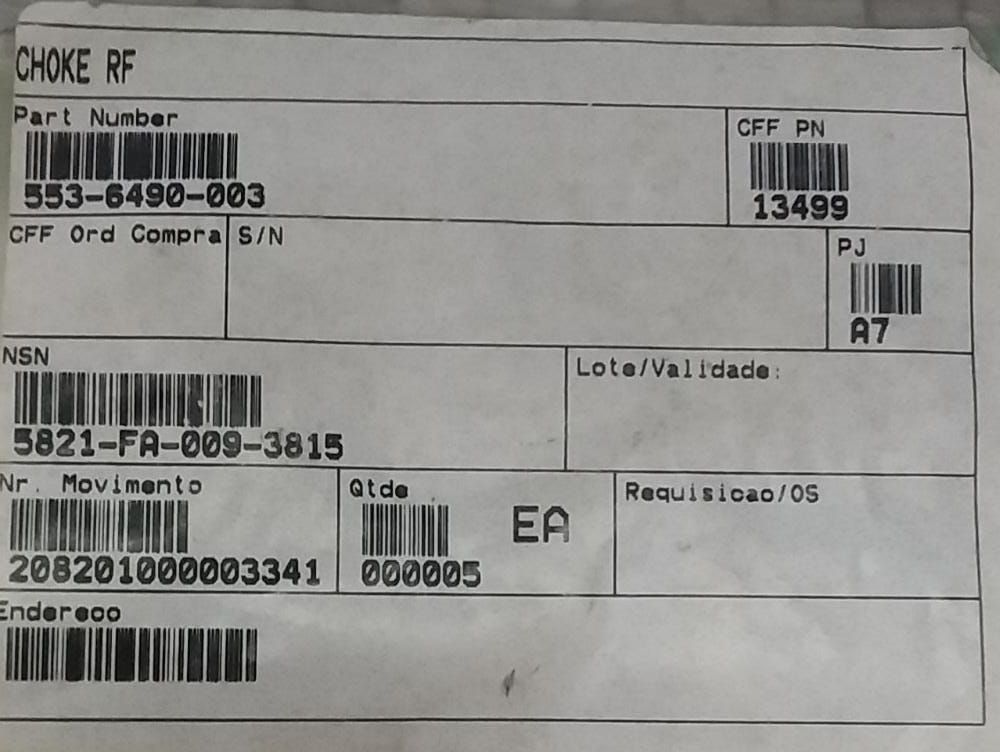 CHOKE RF
Part Number
553-6490-003
CFF PN
13499
CFF Ord Compra
S/N
PJ
A7
NSN
5821-FA-009-3815
Lote/Validade:
Nr. Movimento
208201000003341
Qtde
000005
EA
Requisicao/OS
Endereco